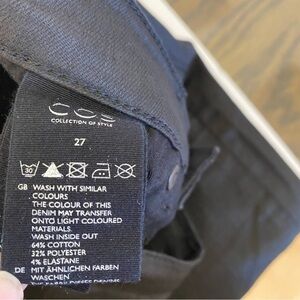 COS
COLLECTION OF STYLE
27
30
GB WASH WITH SIMILAR
COLOURS
THE COLOUR OF THIS
DENIM MAY TRANSFER
ONTO LIGHT COLOURED
MATERIALS.
WASH INSIDE OUT
64% COTTON
32% POLYESTER
4% ELASTANE
DE MIT ÄHNLICHEN FARBEN
WASCHEN